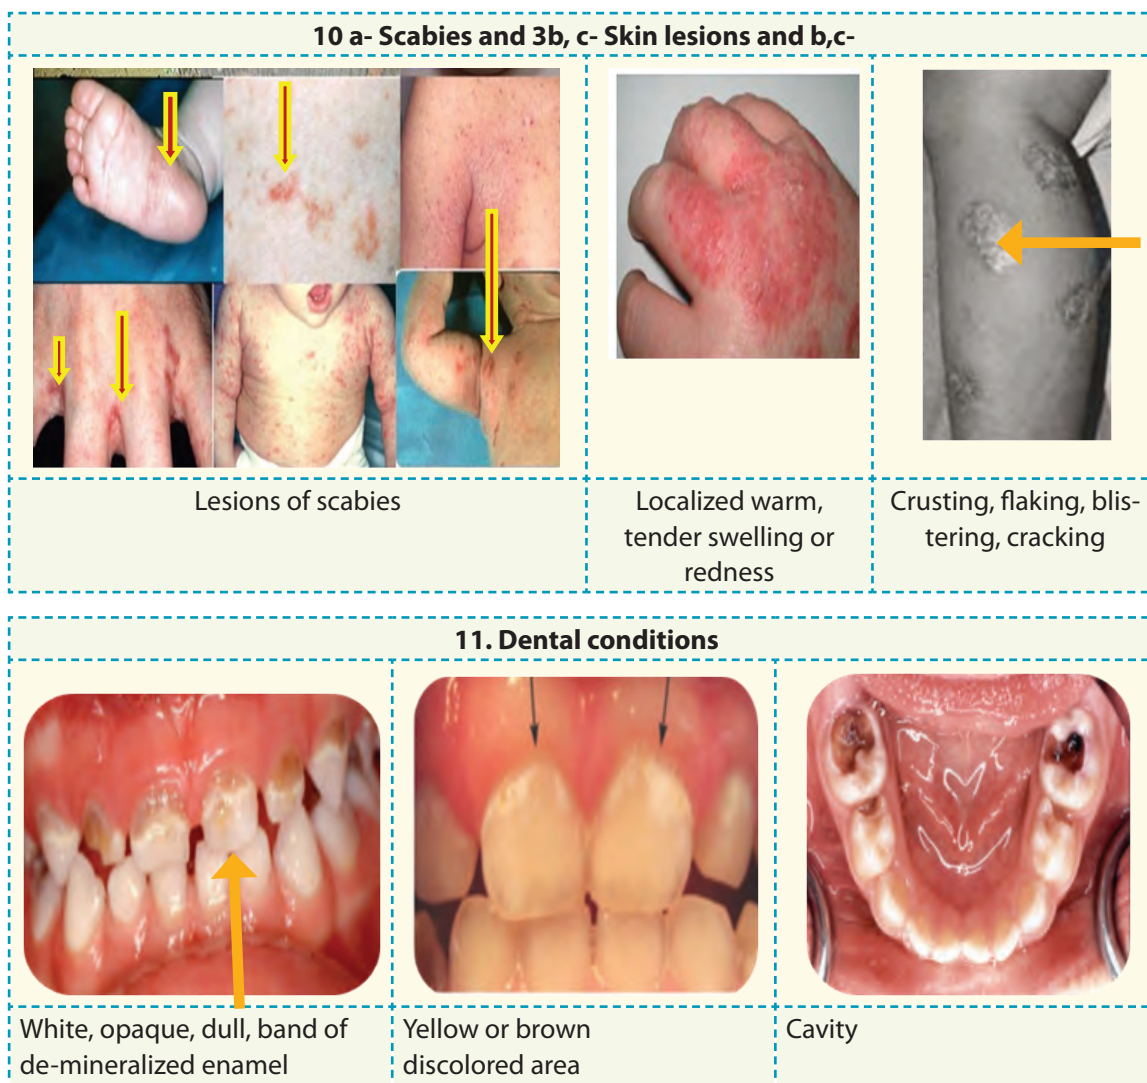 10 a- Scabies and 3b, c- Skin lesions and b,c-
Lesions of scabies
Localized warm,
tender swelling or
redness
Crusting, flaking, blis-
tering, cracking
11. Dental conditions
White, opaque, dull, band of
de-mineralized enamel
Yellow or brown
discolored area
Cavity